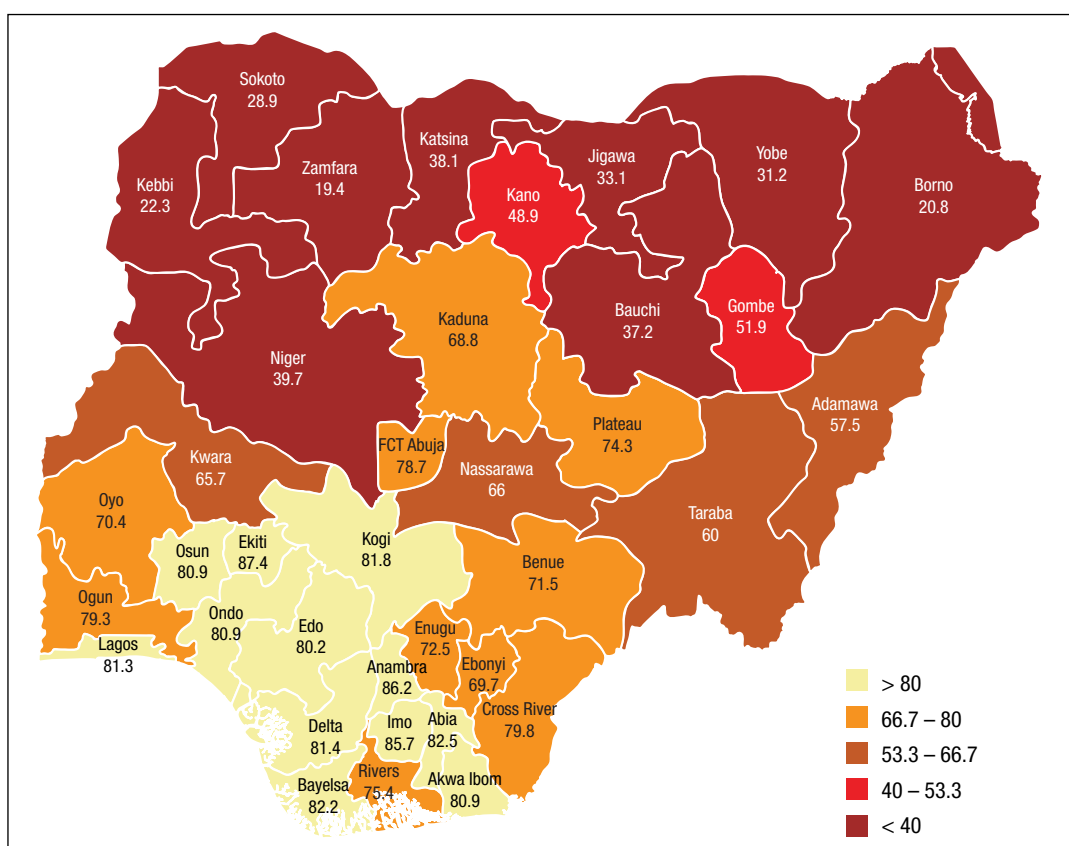 Sokoto
28.9
Katsina
38.1
Jigawa
33.1
Yobe
31.2
Zamfara
19.4
Kebbi
22.3
Kano
48.9
Borno
20.8
Kaduna
68.8
Bauchi
37.2
Gombe
51.9
Niger
39.7
Adamawa
57.5
Plateau
74.3
FCT Abuja
78.7
Kwara
65.7
Nassarawa
66
Oyo
70.4
Taraba
60
Osun
80.9
Ekiti
87.4
Kogi
81.8
Benue
71.5
Ogun
79.3
Ondo
80.9
Edo
80.2
Enugu
72.5
Lagos
81.3
Anambra
86.2
Ebonyi
69.7
Cross River
79.8
Delta
81.4
Imo
85.7
Abia
82.5
Rivers
75.4
Akwa Ibom
80.9
Bayelsa
82.2
> 80
66.7 – 80
53.3 – 66.7
40 – 53.3
< 40